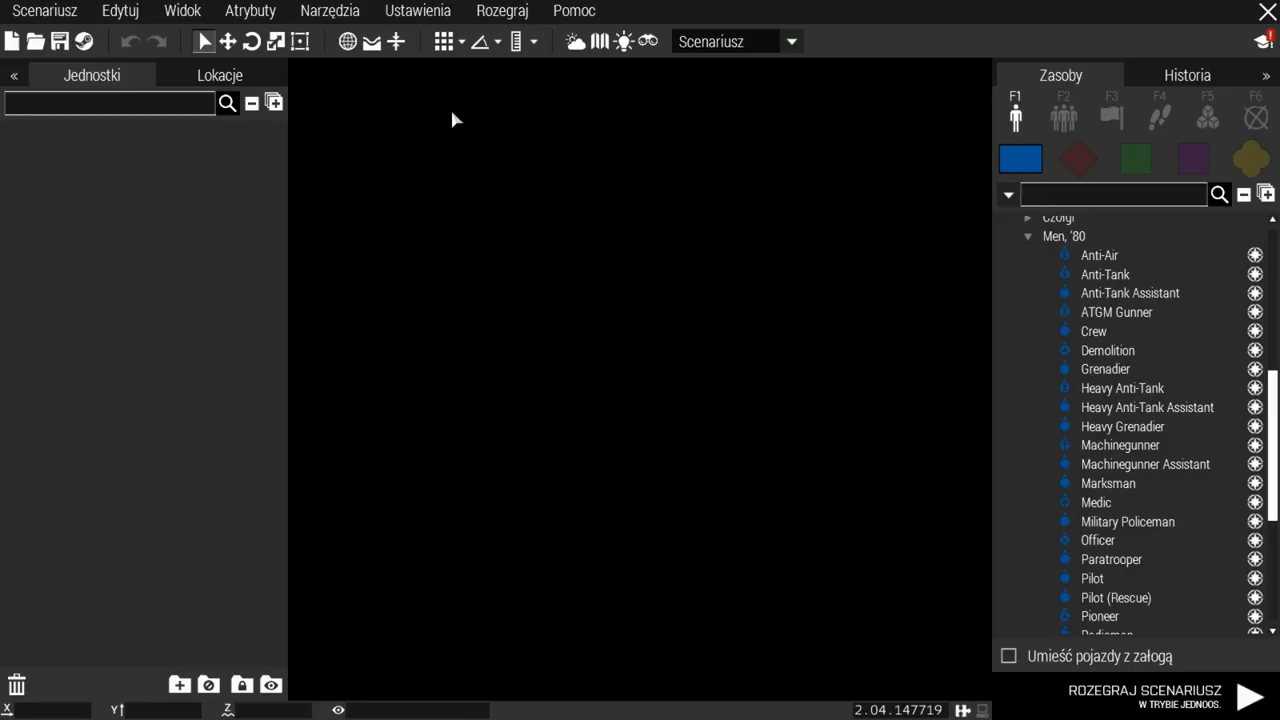 Scenariusz Edytuj Widok Atrybuty Narzędzia Ustawienia Rozegraj Pomoc
Scenariusz
Jednostki Lokacje
Zasoby Historia
F1 F2 F3 F4 F5 F6
Czołgi
Men, '80
Anti-Air
Anti-Tank
Anti-Tank Assistant
ATGM Gunner
Crew
Demolition
Grenadier
Heavy Anti-Tank
Heavy Anti-Tank Assistant
Heavy Grenadier
Machinegunner
Machinegunner Assistant
Marksman
Medic
Military Policeman
Officer
Paratrooper
Pilot
Pilot (Rescue)
Pioneer
Radioman
Umieść pojazdy z załogą
ROZEGRAJ SCENARIUSZ
W TRYBIE JEDNOOS.
X Y Z 2.04.147719